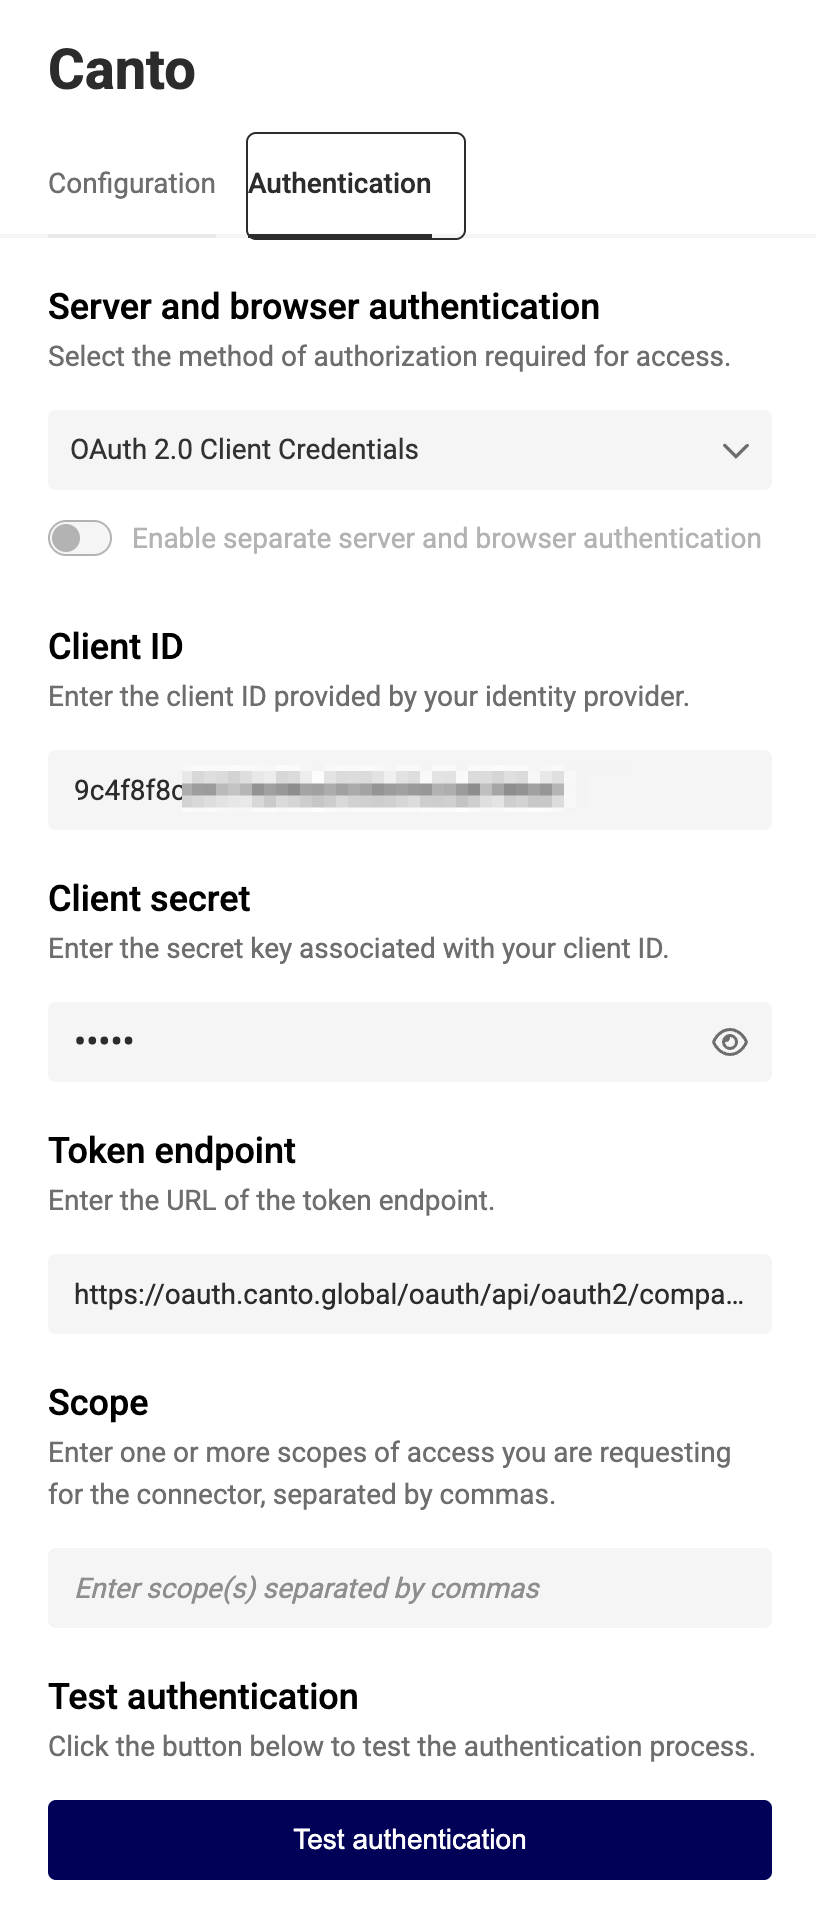 Canto
Configuration
Authentication
Server and browser authentication
Select the method of authorization required for access.
OAuth 2.0 Client Credentials
Enable separate server and browser authentication
Client ID
Enter the client ID provided by your identity provider.
9c4f8f8c
Client secret
Enter the secret key associated with your client ID.
•••••
Token endpoint
Enter the URL of the token endpoint.
https://oauth.canto.global/oauth/api/oauth2/compa...
Scope
Enter one or more scopes of access you are requesting
for the connector, separated by commas.
Enter scope(s) separated by commas
Test authentication
Click the button below to test the authentication process.
Test authentication